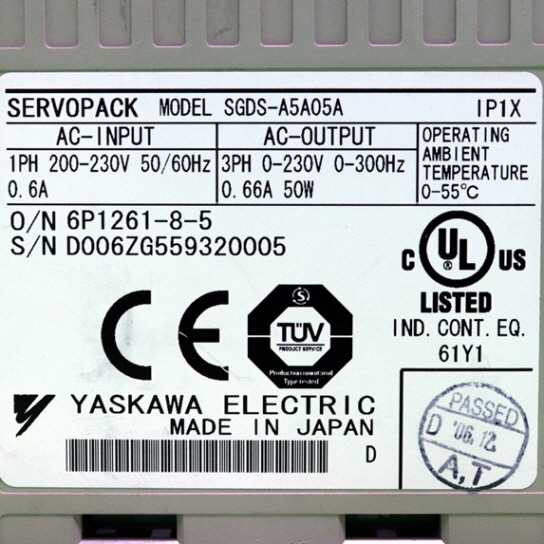 SERVOPACK MODEL SGDS-A5A05A IP1X
AC-INPUT
1PH 200-230V 50/60Hz
0.6A
AC-OUTPUT
3PH 0-230V 0-300Hz
0.66A 50W
OPERATING
AMBIENT
TEMPERATURE
0-55°C
O/N 6P1261-8-5
S/N D006ZG559320005
C UL US
LISTED
IND. CONT. EQ.
61Y1
CE
S
TÜV
PRODUCT SERVICE
Production monitored
Type tested
YASKAWA ELECTRIC
MADE IN JAPAN
D
PASSED
D '06.12
A,T